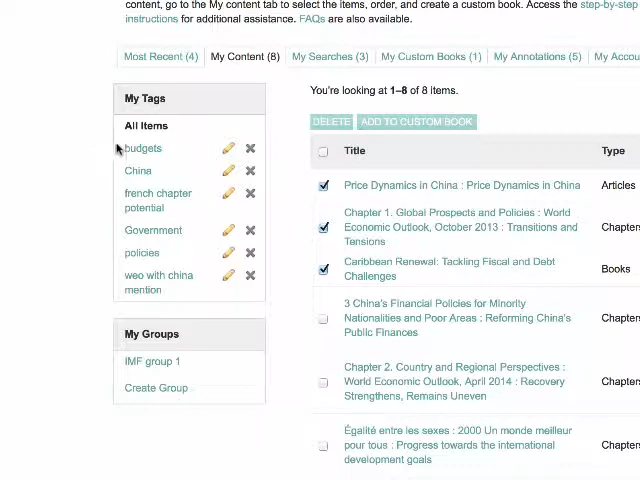 content, go to the My content tab to select the items, order, and create a custom book. Access the step-by-step
instructions for additional assistance. FAQs are also available.
Most Recent (4) My Content (8) My Searches (3) My Custom Books (1) My Annotations (5) My Accou
My Tags
All Items
budgets
China
french chapter
potential
Government
policies
weo with china
mention
My Groups
IMF group 1
Create Group
You're looking at 1–8 of 8 items.
DELETE ADD TO CUSTOM BOOK
Title Type
Price Dynamics in China : Price Dynamics in China Articles
Chapter 1. Global Prospects and Policies : World
Economic Outlook, October 2013 : Transitions and Chapters
Tensions
Caribbean Renewal: Tackling Fiscal and Debt
Challenges Books
3 China's Financial Policies for Minority
Nationalities and Poor Areas : Reforming China's Chapters
Public Finances
Chapter 2. Country and Regional Perspectives :
World Economic Outlook, April 2014 : Recovery Chapters
Strengthens, Remains Uneven
Égalité entre les sexes : 2000 Un monde meilleur
pour tous : Progress towards the international Chapters
development goals